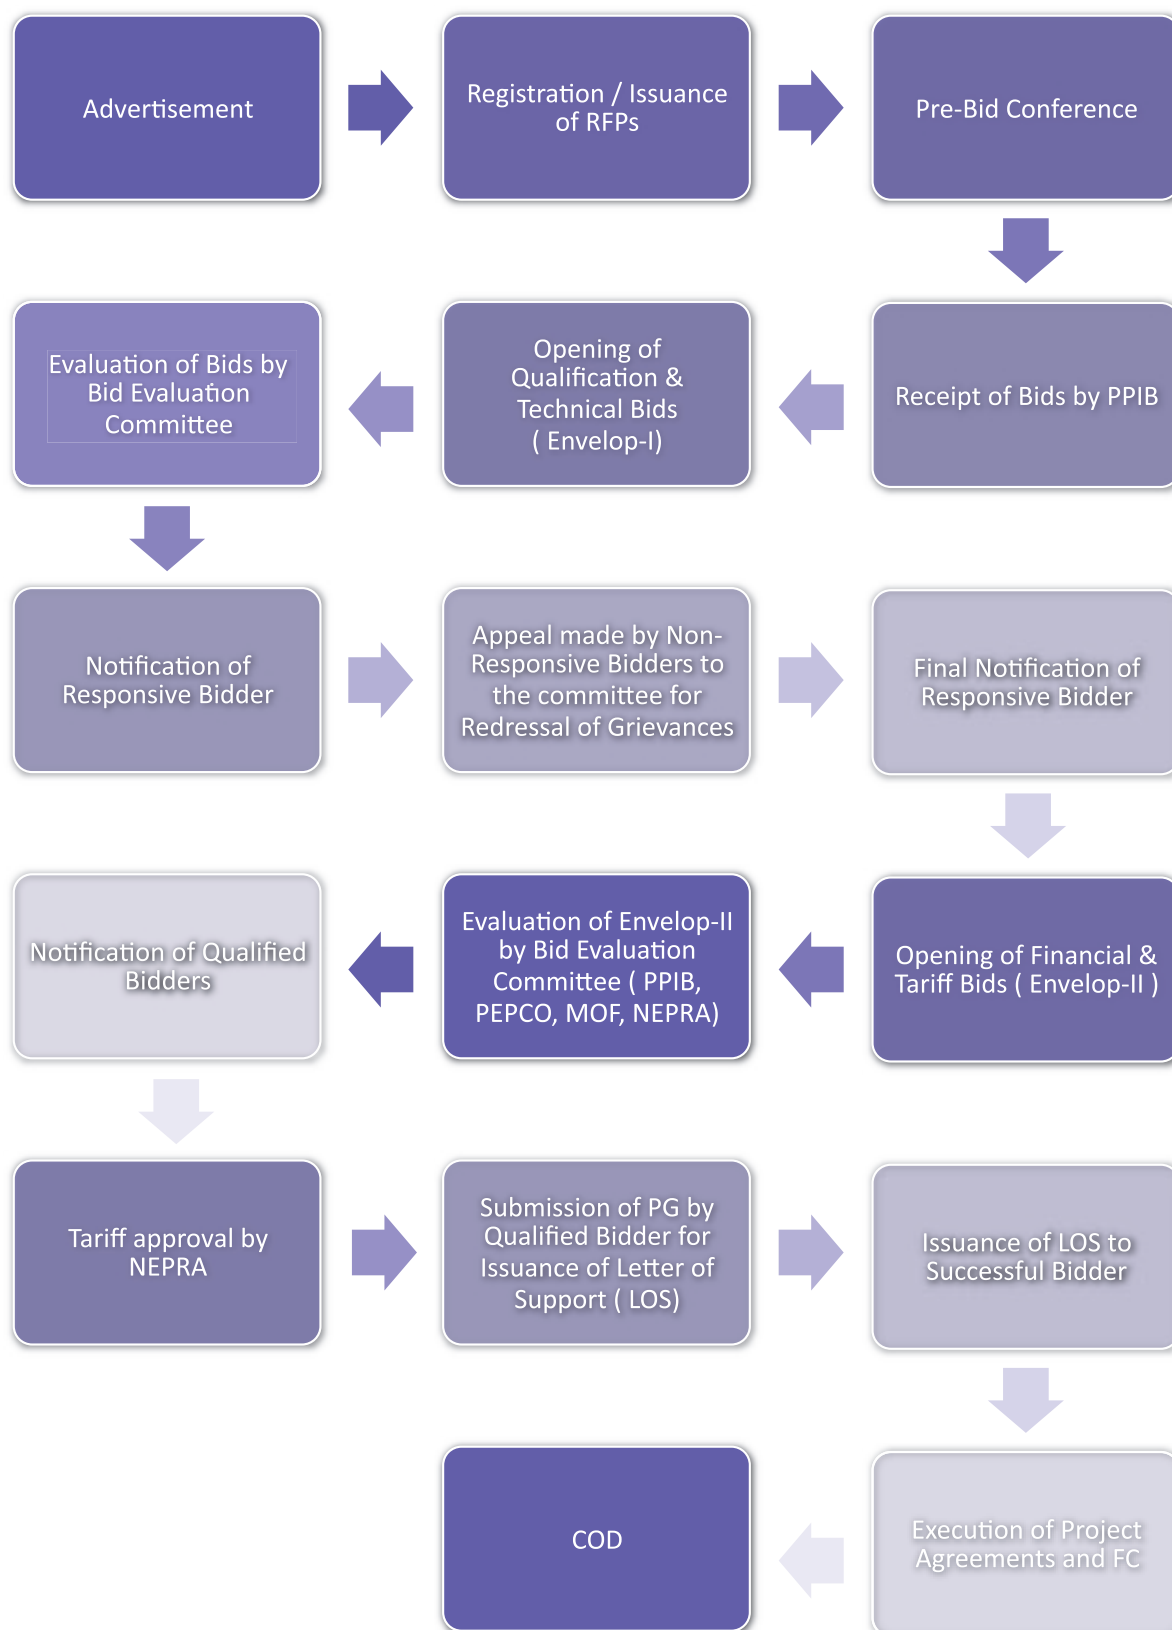 Advertisement
Registration / Issuance
of RFPs
Pre-Bid Conference
Receipt of Bids by PPIB
Opening of
Qualification &
Technical Bids
( Envelop-I)
Evaluation of Bids by
Bid Evaluation
Committee
Notification of
Responsive Bidder
Appeal made by Non-
Responsive Bidders to
the committee for
Redressal of Grievances
Final Notification of
Responsive Bidder
Opening of Financial &
Tariff Bids ( Envelop-II )
Evaluation of Envelop-II
by Bid Evaluation
Committee ( PPIB,
PEPCO, MOF, NEPRA)
Notification of Qualified
Bidders
Tariff approval by
NEPRA
Submission of PG by
Qualified Bidder for
Issuance of Letter of
Support ( LOS)
Issuance of LOS to
Successful Bidder
Execution of Project
Agreements and FC
COD